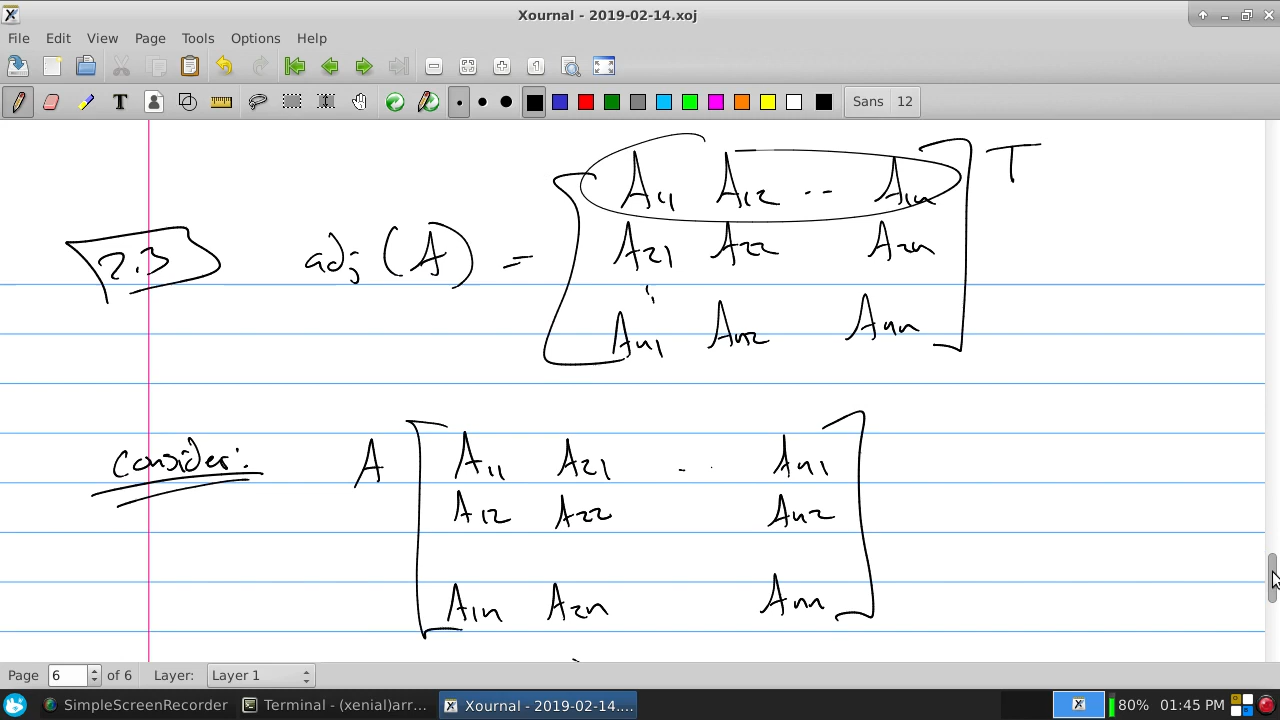 Xournal - 2019-02-14.xoj
File Edit View Page Tools Options Help
Sans 12
2.3 adj (A) = [ A11 A12 .. A1n ] T
A21 A22 A2n
⋮
An1 An2 Ann
consider: A [ A11 A21 .. An1 ]
A12 A22 An2
A1n A2n Ann
Page 6 of 6 Layer: Layer 1
SimpleScreenRecorder Terminal - (xenial)arr... Xournal - 2019-02-14.... 80% 01:45 PM